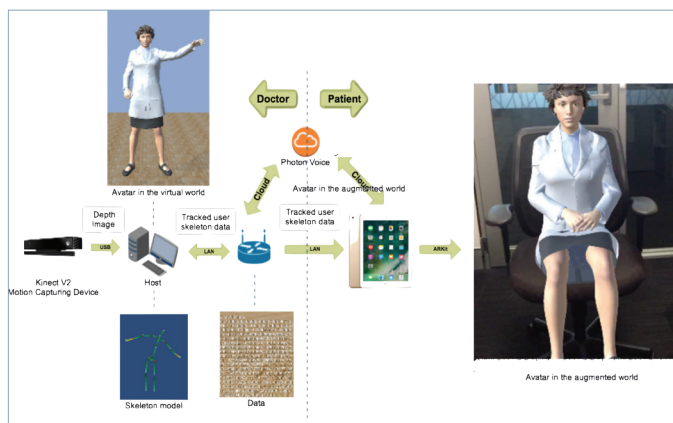 Doctor
Patient
Photon Voice
Cloud
Cloud
Avatar in the augmented world
Avatar in the virtual world
Depth
Image
USB
Tracked user
skeleton data
LAN
Tracked user
skeleton data
LAN
ARKit
Kinect V2
Motion Capturing Device
Host
Skeleton model
Data
Avatar in the augmented world